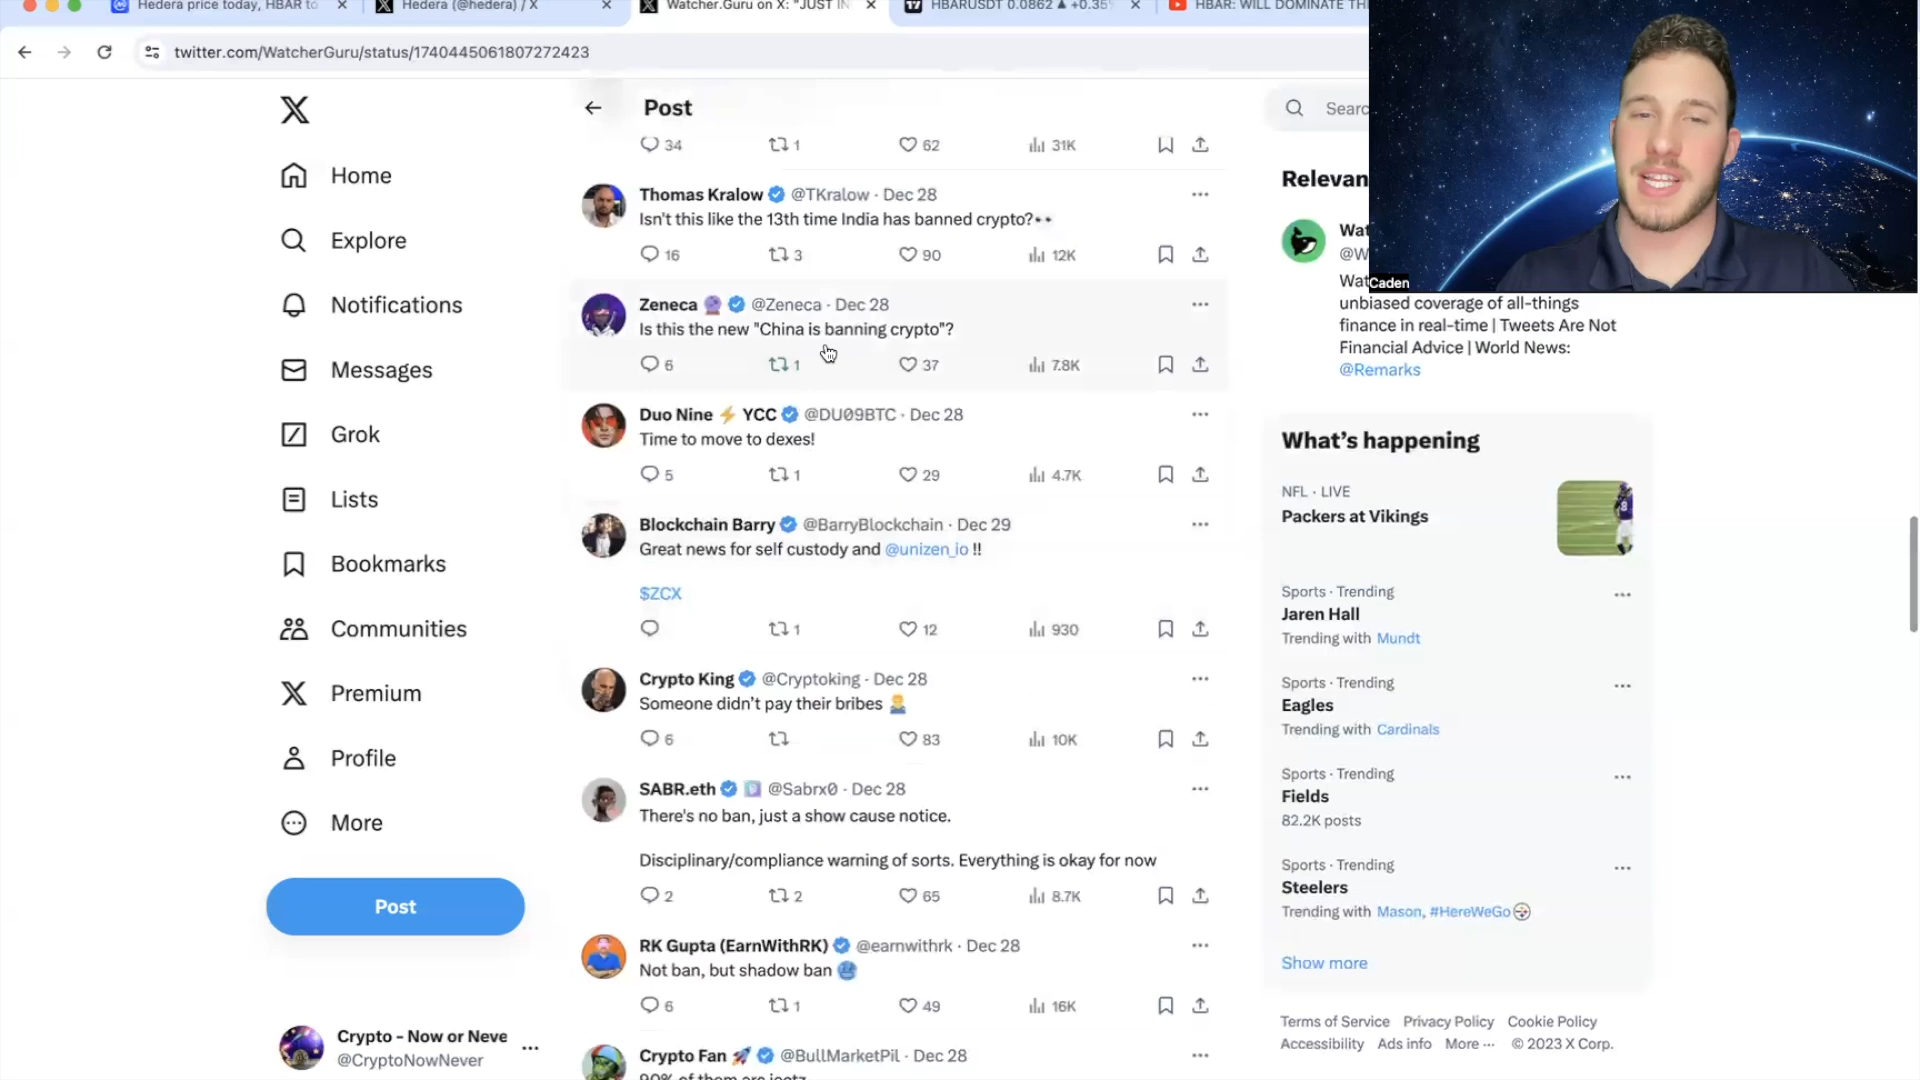 Hedera price today, HBAR to
Hedera (@hedera) / X
Watcher.Guru on X: "JUST IN
HBARUSDT 0.0862 ▲ +0.35
HBAR: WILL DOMINATE TH
twitter.com/WatcherGuru/status/1740445061807272423
Home
Explore
Notifications
Messages
Grok
Lists
Bookmarks
Communities
Premium
Profile
More
Post
Crypto - Now or Neve
@CryptoNowNever
Post
34 1 62 31K
Thomas Kralow @TKralow · Dec 28
Isn't this like the 13th time India has banned crypto?👀
16 3 90 12K
Zeneca 🔮 @Zeneca · Dec 28
Is this the new "China is banning crypto"?
6 1 37 7.8K
Duo Nine ⚡ YCC @DU09BTC · Dec 28
Time to move to dexes!
5 1 29 4.7K
Blockchain Barry @BarryBlockchain · Dec 29
Great news for self custody and @unizen_io !!
$ZCX
1 12 930
Crypto King @Cryptoking · Dec 28
Someone didn't pay their bribes
6 83 10K
SABR.eth @Sabrx0 · Dec 28
There's no ban, just a show cause notice.
Disciplinary/compliance warning of sorts. Everything is okay for now
2 2 65 8.7K
RK Gupta (EarnWithRK) @earnwithrk · Dec 28
Not ban, but shadow ban 🥶
6 1 49 16K
Crypto Fan 🚀 @BullMarketPil · Dec 28
Searc
Relevan
Wat
@W
Wat
unbiased coverage of all-things
finance in real-time | Tweets Are Not
Financial Advice | World News:
@Remarks
Caden
What's happening
NFL · LIVE
Packers at Vikings
Sports · Trending
Jaren Hall
Trending with Mundt
Sports · Trending
Eagles
Trending with Cardinals
Sports · Trending
Fields
82.2K posts
Sports · Trending
Steelers
Trending with Mason, #HereWeGo
Show more
Terms of Service Privacy Policy Cookie Policy
Accessibility Ads info More ··· © 2023 X Corp.